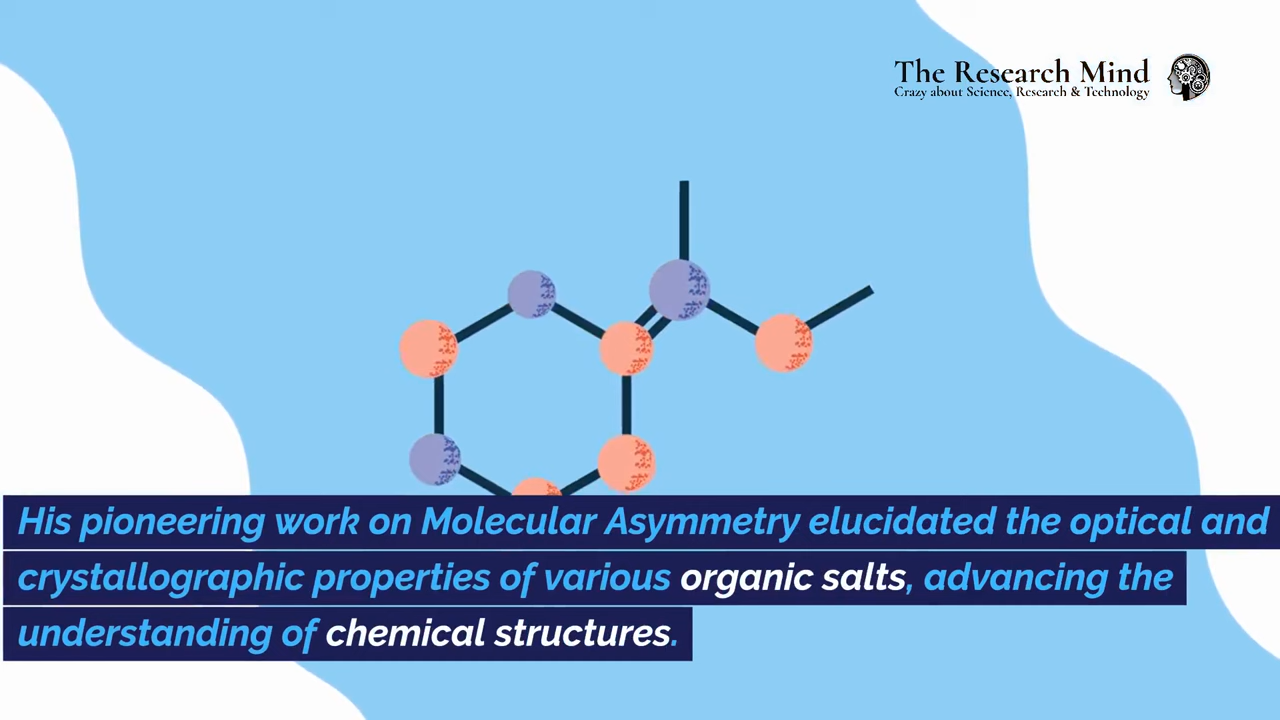 The Research Mind
Crazy about Science, Research & Technology
His pioneering work on Molecular Asymmetry elucidated the optical and
crystallographic properties of various organic salts, advancing the
understanding of chemical structures.